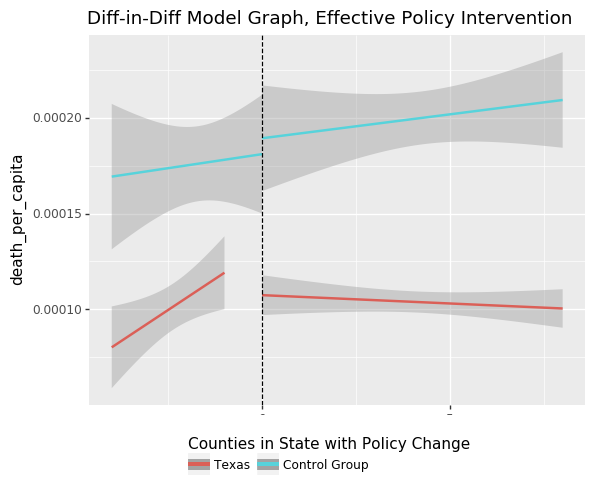 Diff-in-Diff Model Graph, Effective Policy Intervention
death_per_capita
0.00020
0.00015
0.00010
Counties in State with Policy Change
Texas
Control Group